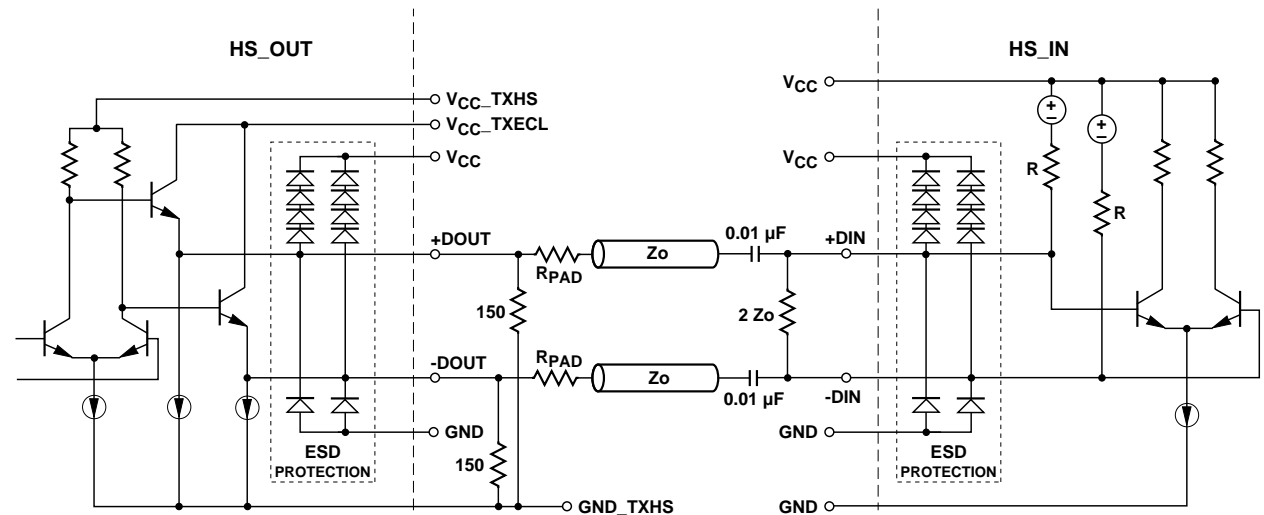 HS_OUT
HS_IN
VCC_TXHS
VCC_TXECL
VCC
VCC
VCC
+
–
+
–
R
R
+DOUT
RPAD
Zo
0.01 µF
+DIN
150
2 Zo
-DOUT
RPAD
Zo
0.01 µF
-DIN
GND
GND
ESD
PROTECTION
150
ESD
PROTECTION
GND_TXHS
GND